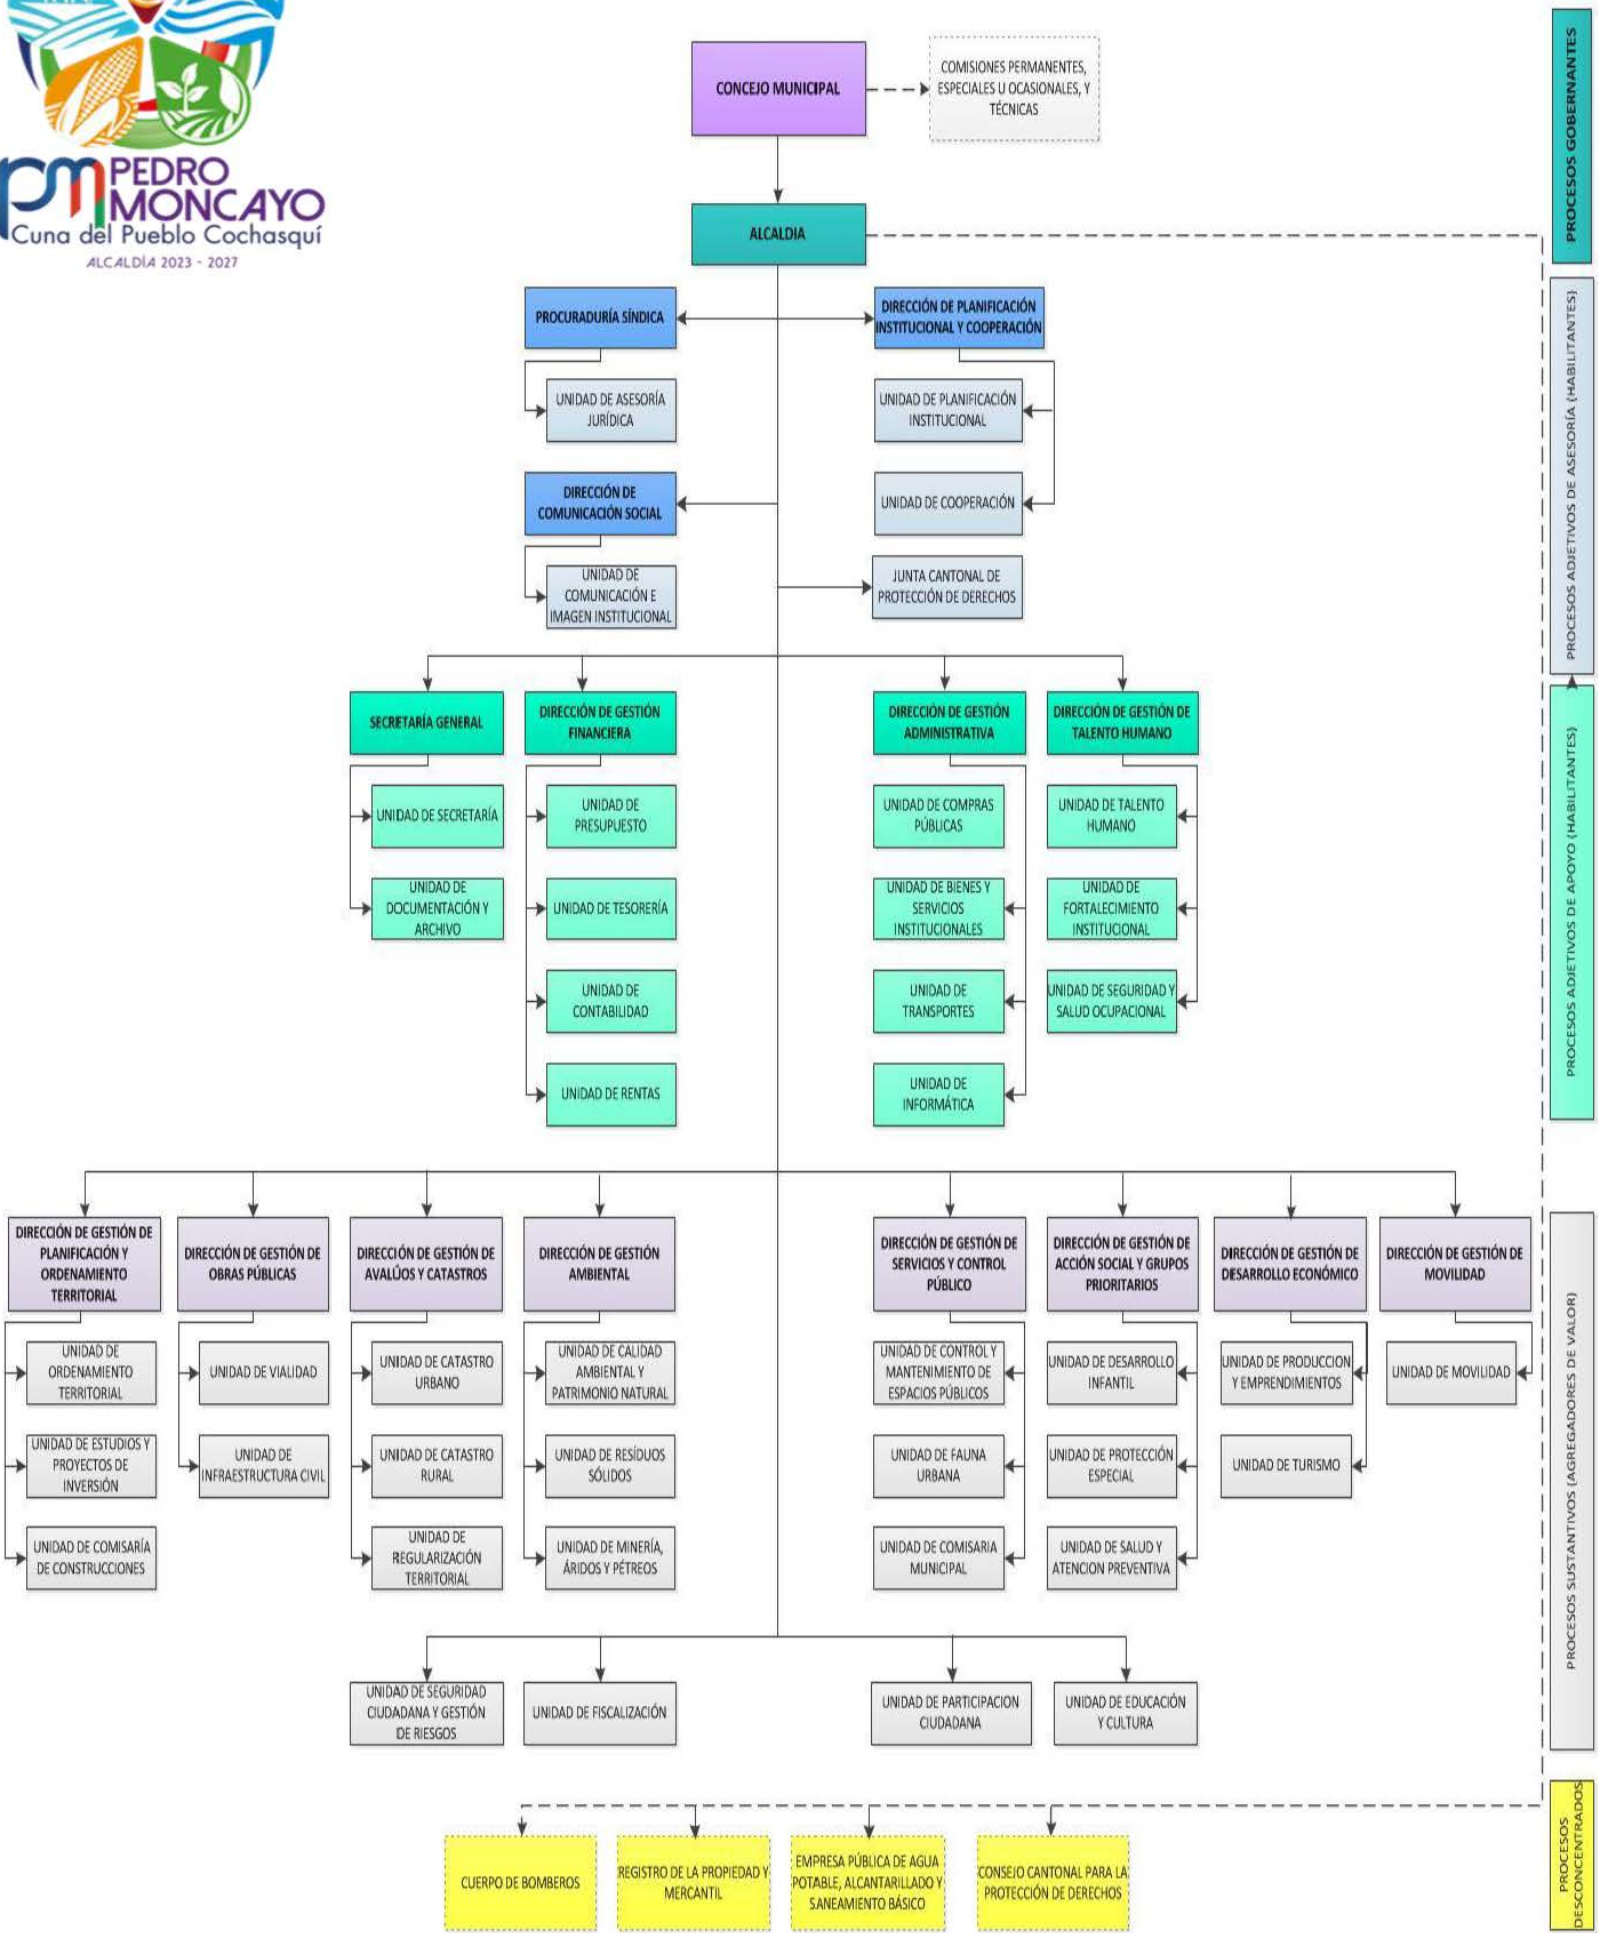 PEDRO
MONCAYO
Cuna del Pueblo Cochasquí
ALCALDÍA 2023 - 2027
CONCEJO MUNICIPAL
COMISIONES PERMANENTES,
ESPECIALES U OCASIONALES, Y
TÉCNICAS
ALCALDIA
PROCESOS GOBERNANTES
PROCURADURÍA SÍNDICA
DIRECCIÓN DE PLANIFICACIÓN
INSTITUCIONAL Y COOPERACIÓN
UNIDAD DE ASESORÍA
JURÍDICA
UNIDAD DE PLANIFICACIÓN
INSTITUCIONAL
DIRECCIÓN DE
COMUNICACIÓN SOCIAL
UNIDAD DE COOPERACIÓN
UNIDAD DE
COMUNICACIÓN E
IMAGEN INSTITUCIONAL
JUNTA CANTONAL DE
PROTECCIÓN DE DERECHOS
PROCESOS ADJETIVOS DE ASESORÍA (HABILITANTES)
SECRETARÍA GENERAL
DIRECCIÓN DE GESTIÓN
FINANCIERA
DIRECCIÓN DE GESTIÓN
ADMINISTRATIVA
DIRECCIÓN DE GESTIÓN DE
TALENTO HUMANO
UNIDAD DE SECRETARÍA
UNIDAD DE
PRESUPUESTO
UNIDAD DE COMPRAS
PÚBLICAS
UNIDAD DE TALENTO
HUMANO
UNIDAD DE
DOCUMENTACIÓN Y
ARCHIVO
UNIDAD DE TESORERÍA
UNIDAD DE BIENES Y
SERVICIOS
INSTITUCIONALES
UNIDAD DE
FORTALECIMIENTO
INSTITUCIONAL
UNIDAD DE
CONTABILIDAD
UNIDAD DE
TRANSPORTES
UNIDAD DE SEGURIDAD Y
SALUD OCUPACIONAL
UNIDAD DE RENTAS
UNIDAD DE
INFORMÁTICA
PROCESOS ADJETIVOS DE APOYO (HABILITANTES)
DIRECCIÓN DE GESTIÓN DE
PLANIFICACIÓN Y
ORDENAMIENTO
TERRITORIAL
DIRECCIÓN DE GESTIÓN DE
OBRAS PÚBLICAS
DIRECCIÓN DE GESTIÓN DE
AVALÚOS Y CATASTROS
DIRECCIÓN DE GESTIÓN
AMBIENTAL
DIRECCIÓN DE GESTIÓN DE
SERVICIOS Y CONTROL
PÚBLICO
DIRECCIÓN DE GESTIÓN DE
ACCIÓN SOCIAL Y GRUPOS
PRIORITARIOS
DIRECCIÓN DE GESTIÓN DE
DESARROLLO ECONÓMICO
DIRECCIÓN DE GESTIÓN DE
MOVILIDAD
UNIDAD DE
ORDENAMIENTO
TERRITORIAL
UNIDAD DE VIALIDAD
UNIDAD DE CATASTRO
URBANO
UNIDAD DE CALIDAD
AMBIENTAL Y
PATRIMONIO NATURAL
UNIDAD DE CONTROL Y
MANTENIMIENTO DE
ESPACIOS PÚBLICOS
UNIDAD DE DESARROLLO
INFANTIL
UNIDAD DE PRODUCCION
Y EMPRENDIMIENTOS
UNIDAD DE MOVILIDAD
UNIDAD DE ESTUDIOS Y
PROYECTOS DE
INVERSIÓN
UNIDAD DE
INFRAESTRUCTURA CIVIL
UNIDAD DE CATASTRO
RURAL
UNIDAD DE RESÍDUOS
SÓLIDOS
UNIDAD DE FAUNA
URBANA
UNIDAD DE PROTECCIÓN
ESPECIAL
UNIDAD DE TURISMO
UNIDAD DE COMISARÍA
DE CONSTRUCCIONES
UNIDAD DE
REGULARIZACIÓN
TERRITORIAL
UNIDAD DE MINERÍA,
ÁRIDOS Y PÉTREOS
UNIDAD DE COMISARIA
MUNICIPAL
UNIDAD DE SALUD Y
ATENCION PREVENTIVA
UNIDAD DE SEGURIDAD
CIUDADANA Y GESTIÓN
DE RIESGOS
UNIDAD DE FISCALIZACIÓN
UNIDAD DE PARTICIPACION
CIUDADANA
UNIDAD DE EDUCACIÓN
Y CULTURA
PROCESOS SUSTANTIVOS (AGREGADORES DE VALOR)
CUERPO DE BOMBEROS
REGISTRO DE LA PROPIEDAD Y
MERCANTIL
EMPRESA PÚBLICA DE AGUA
POTABLE, ALCANTARILLADO Y
SANEAMIENTO BÁSICO
CONSEJO CANTONAL PARA LA
PROTECCIÓN DE DERECHOS
PROCESOS
DESCONCENTRADOS